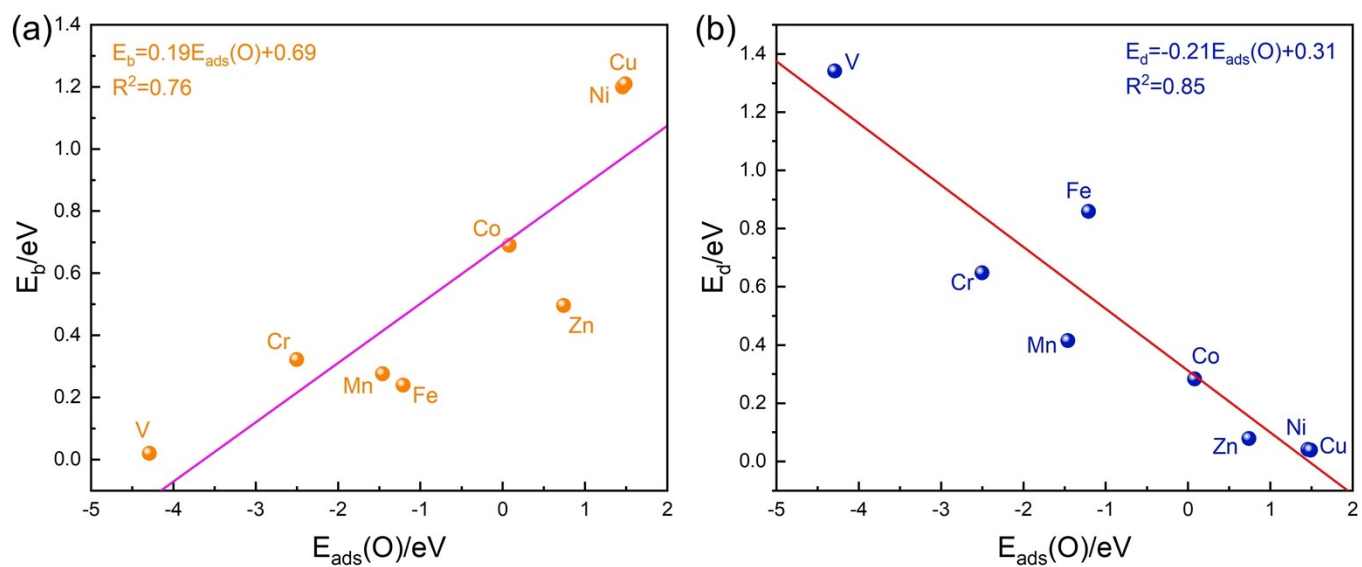 (a)
E_b=0.19E_ads(O)+0.69
R²=0.76
Cu
Ni
Co
Zn
Cr
Mn
Fe
V
1.4
1.2
1.0
0.8
0.6
0.4
0.2
0.0
E_b/eV
-5 -4 -3 -2 -1 0 1 2
E_ads(O)/eV
(b)
E_d=-0.21E_ads(O)+0.31
R²=0.85
V
Fe
Cr
Mn
Co
Ni
Zn
Cu
1.4
1.2
1.0
0.8
0.6
0.4
0.2
0.0
E_d/eV
-5 -4 -3 -2 -1 0 1 2
E_ads(O)/eV